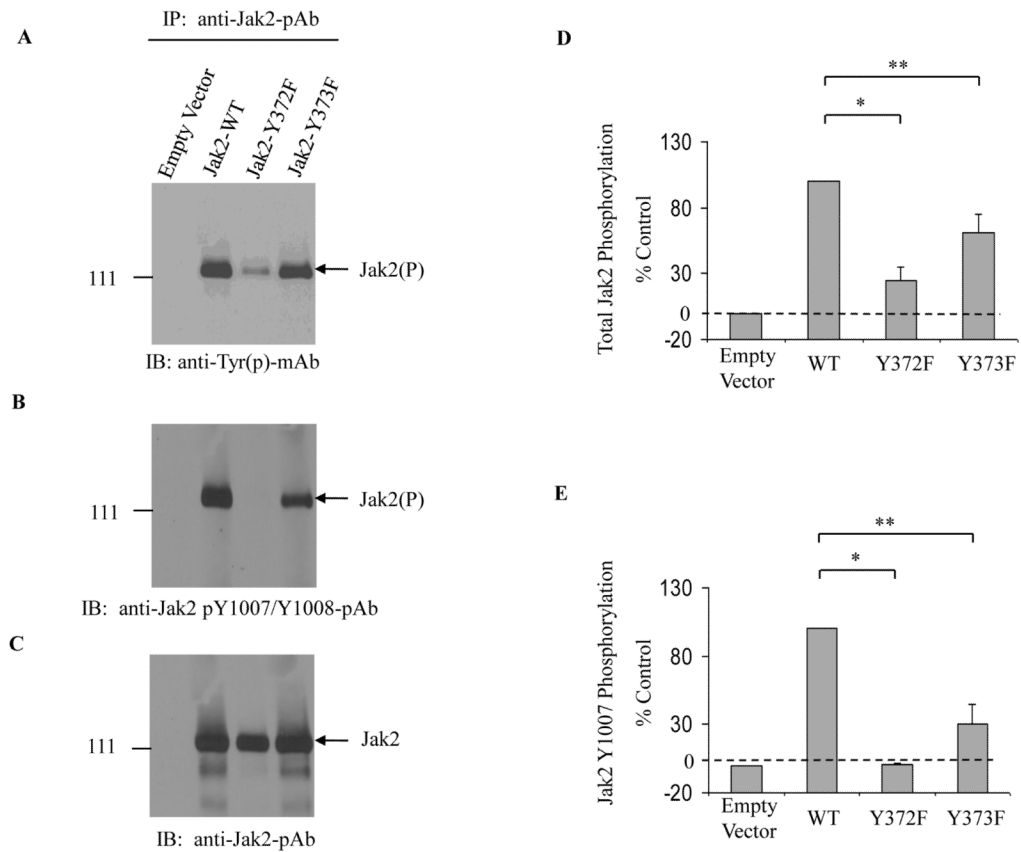 A
IP: anti-Jak2-pAb
Empty Vector
Jak2-WT
Jak2-Y372F
Jak2-Y373F
111
Jak2(P)
IB: anti-Tyr(p)-mAb
B
111
Jak2(P)
IB: anti-Jak2 pY1007/Y1008-pAb
C
111
Jak2
IB: anti-Jak2-pAb
D
**
*
Total Jak2 Phosphorylation
% Control
130
80
30
0
-20
Empty
Vector
WT
Y372F
Y373F
E
**
*
Jak2 Y1007 Phosphorylation
% Control
130
80
30
0
-20
Empty
Vector
WT
Y372F
Y373F